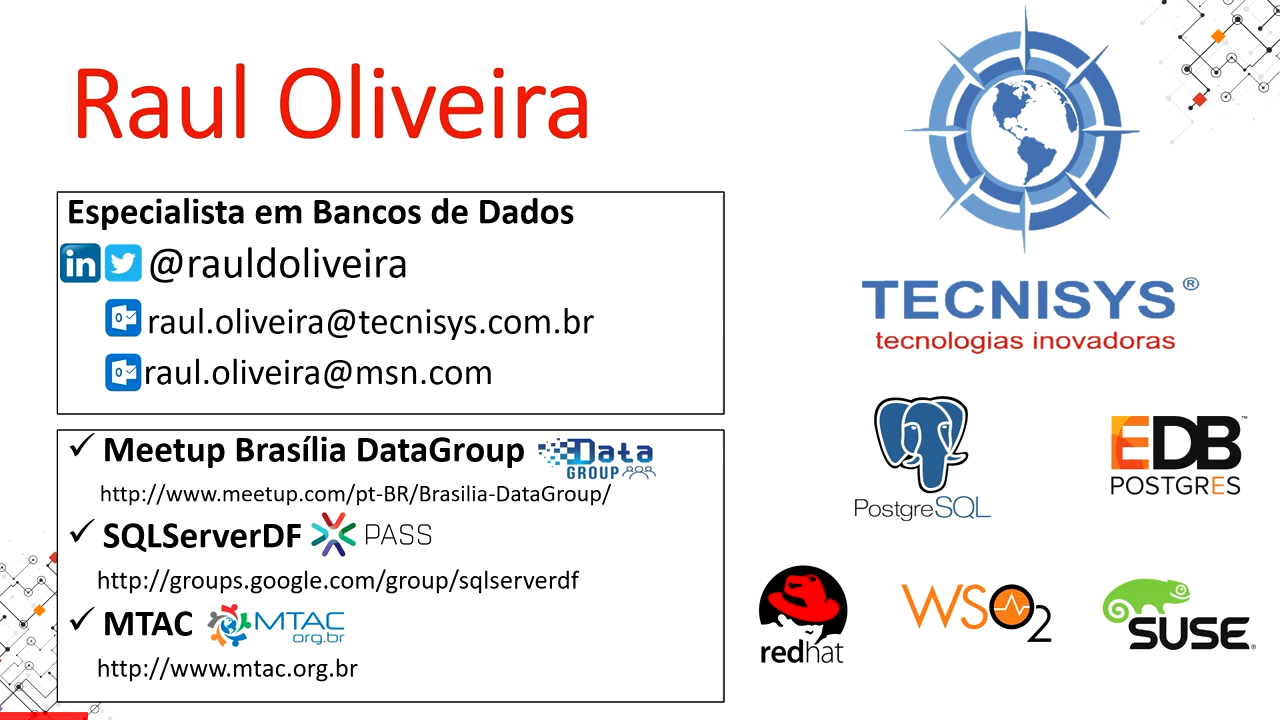 Raul Oliveira
Especialista em Bancos de Dados
in @rauldoliveira
raul.oliveira@tecnisys.com.br
raul.oliveira@msn.com
Meetup Brasília DataGroup Data GROUP
http://www.meetup.com/pt-BR/Brasilia-DataGroup/
SQLServerDF PASS
http://groups.google.com/group/sqlserverdf
MTAC MTAC org.br
http://www.mtac.org.br
TECNISYS®
tecnologias inovadoras
PostgreSQL
EDB™
POSTGRES
redhat
WSO2
SUSE®